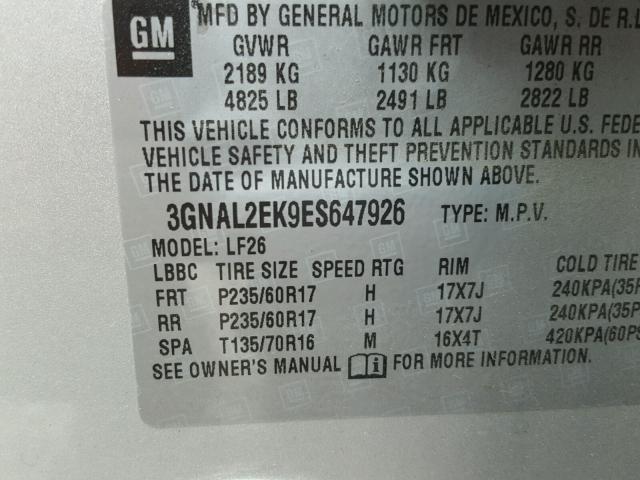 GM
MFD BY GENERAL MOTORS DE MEXICO, S. DE R.L
GVWR GAWR FRT GAWR RR
2189 KG 1130 KG 1280 KG
4825 LB 2491 LB 2822 LB
THIS VEHICLE CONFORMS TO ALL APPLICABLE U.S. FEDE
VEHICLE SAFETY AND THEFT PREVENTION STANDARDS IN
THE DATE OF MANUFACTURE SHOWN ABOVE.
3GNAL2EK9ES647926 TYPE: M.P.V.
MODEL: LF26
LBBC TIRE SIZE SPEED RTG RIM COLD TIRE
FRT P235/60R17 H 17X7J 240KPA(35P
RR P235/60R17 H 17X7J 240KPA(35P
SPA T135/70R16 M 16X4T 420KPA(60PS
SEE OWNER'S MANUAL FOR MORE INFORMATION.